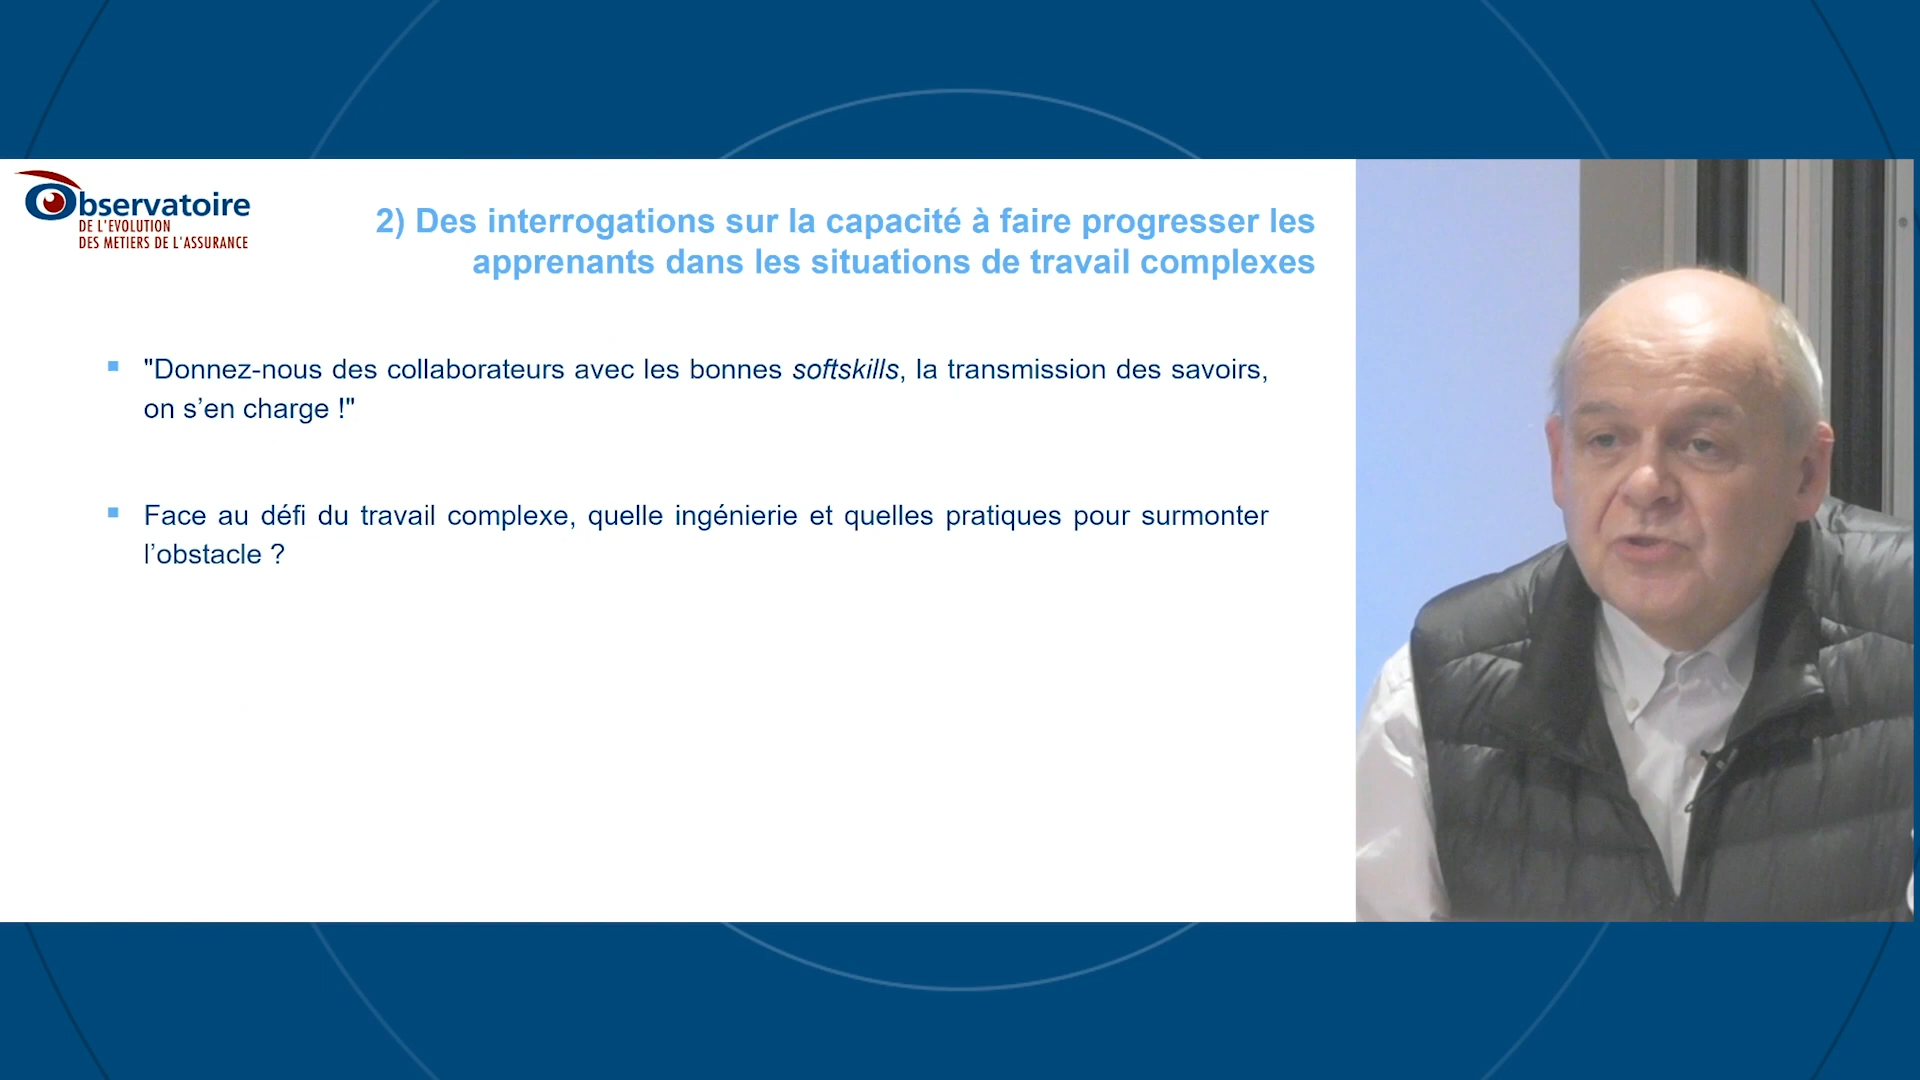 Observatoire
DE L'EVOLUTION
DES METIERS DE L'ASSURANCE
2) Des interrogations sur la capacité à faire progresser les
apprenants dans les situations de travail complexes
"Donnez-nous des collaborateurs avec les bonnes softskills, la transmission des savoirs,
on s’en charge !"
Face au défi du travail complexe, quelle ingénierie et quelles pratiques pour surmonter
l’obstacle ?